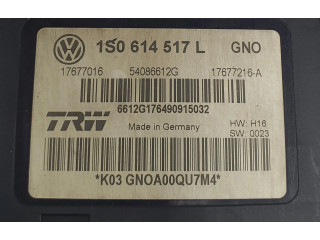 1S0 614 517 L GNO
17677016 54086612G 17677216-A
6612G176490915032
TRW
Made in Germany
HW: H16
SW: 0023
*K03 GNOA00QU7M4*